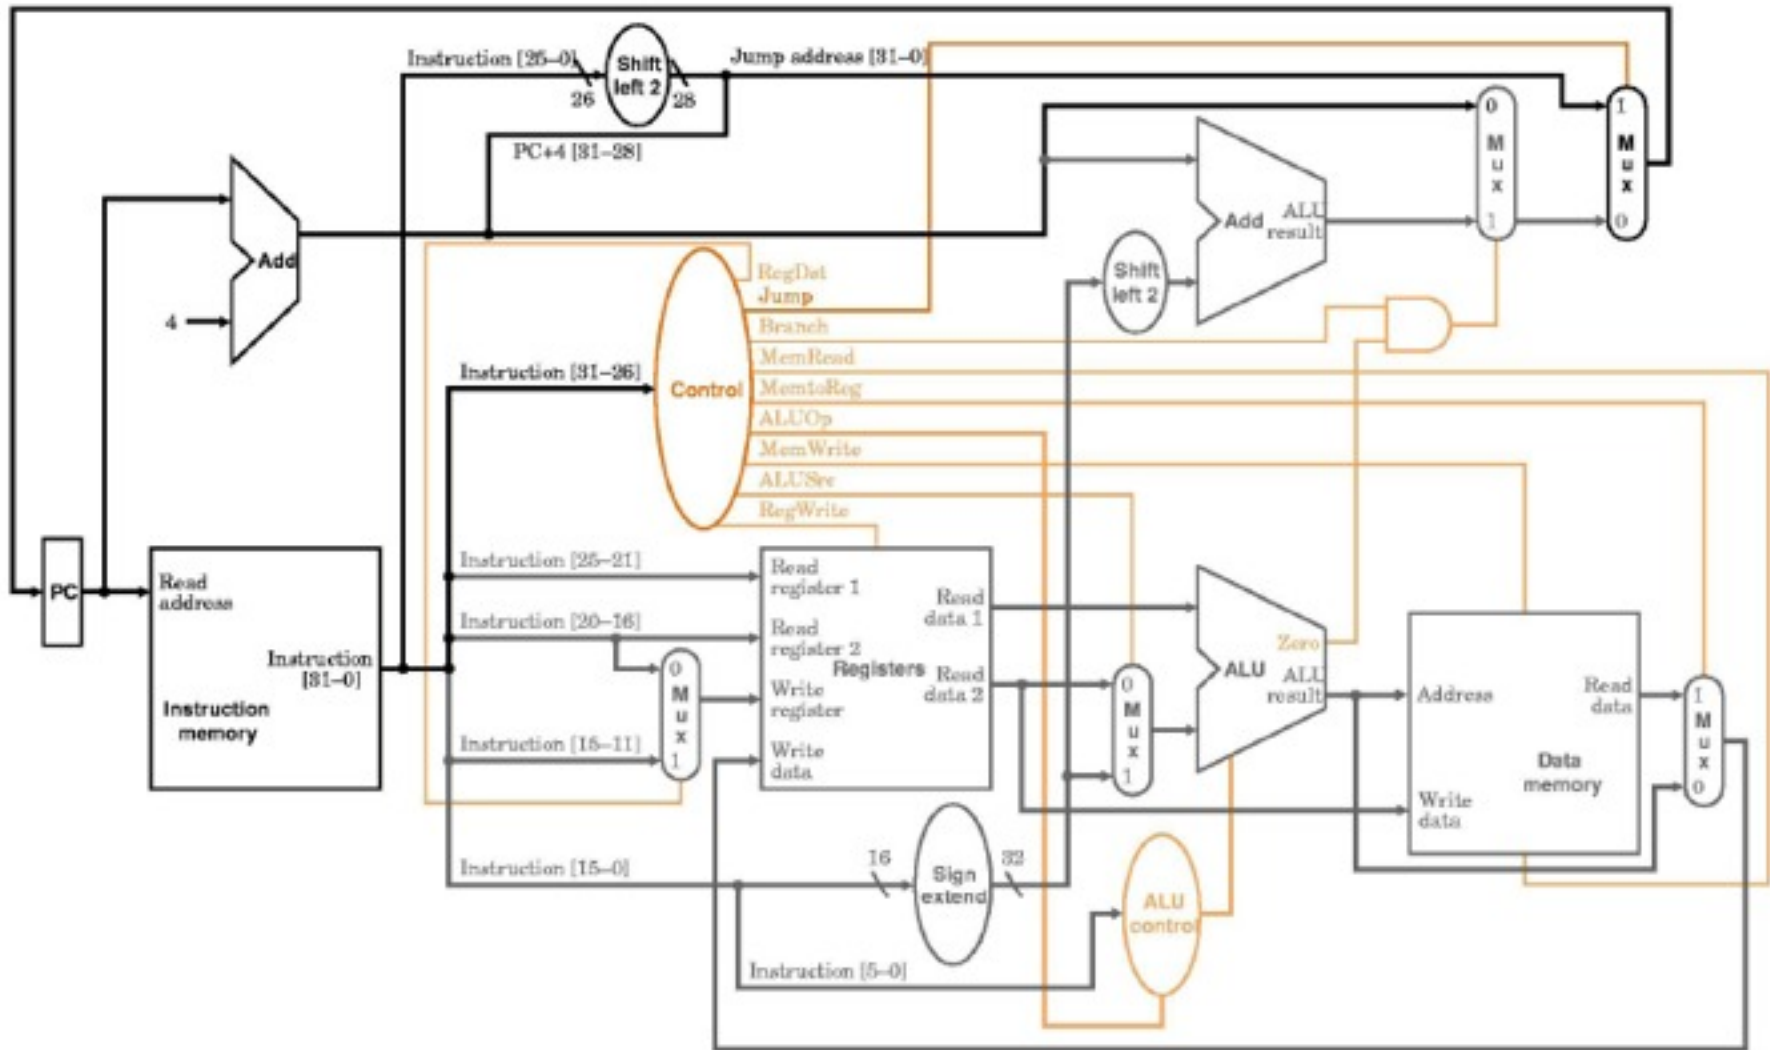 Instruction [25–0]
Shift
left 2
Jump address [31–0]
26
28
PC+4 [31–28]
0
M
u
x
1
1
M
u
x
0
Add
ALU
result
Add
4
Shift
left 2
RegDst
Jump
Branch
MemRead
MemtoReg
ALUOp
MemWrite
ALUSrc
RegWrite
Instruction [31–26]
Control
PC
Read
address
Instruction
[31–0]
Instruction
memory
Instruction [25–21]
Instruction [20–16]
Instruction [15–11]
0
M
u
x
1
Read
register 1
Read
register 2
Write
register
Write
data
Registers
Read
data 1
Read
data 2
0
M
u
x
1
Zero
ALU
ALU
result
Address
Read
data
Data
memory
Write
data
1
M
u
x
0
Instruction [15–0]
16
Sign
extend
32
ALU
control
Instruction [5–0]